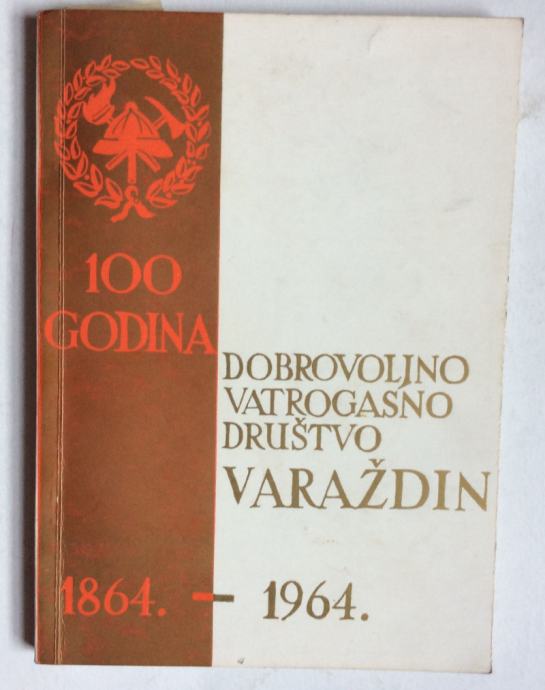 100
GODINA
DOBROVOLJNO
VATROGASNO
DRUŠTVO
VARAŽDIN
1864. – 1964.